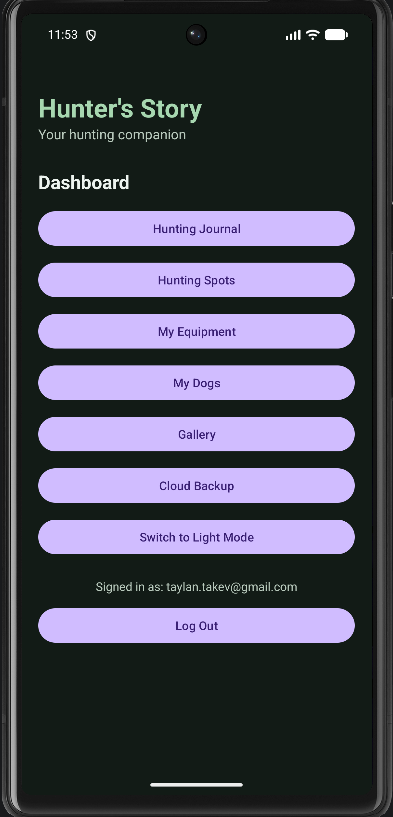 11:53
Hunter's Story
Your hunting companion
Dashboard
Hunting Journal
Hunting Spots
My Equipment
My Dogs
Gallery
Cloud Backup
Switch to Light Mode
Signed in as: taylan.takev@gmail.com
Log Out